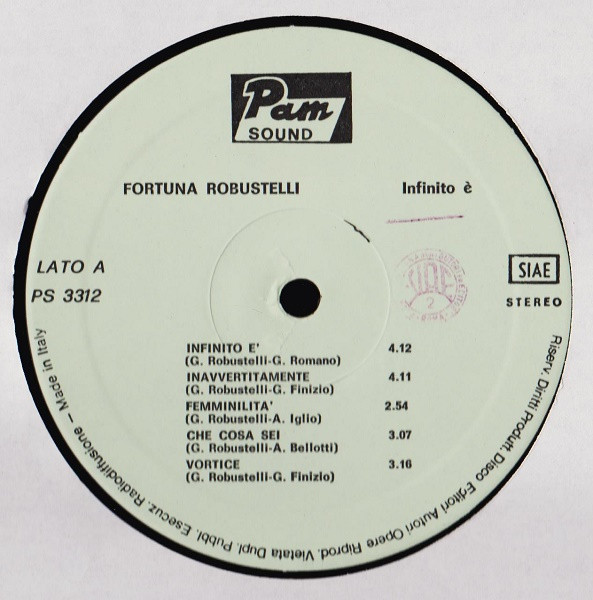 Pam
SOUND
FORTUNA ROBUSTELLI Infinito è
LATO A
PS 3312
SIAE
STEREO
INFINITO E' 4.12
(G. Robustelli-G. Romano)
INAVVERTITAMENTE 4.11
(G. Robustelli-G. Finizio)
FEMMINILITA' 2.54
(G. Robustelli-A. Iglio)
CHE COSA SEI 3.07
(G. Robustelli-A. Bellotti)
VORTICE 3.16
(G. Robustelli-G. Finizio)
Riserv. Diritti Produtt. Disco Editori Autori Opere Riprod. Vietata Dupl. Pubbl. Esecuz. Radiodiffusione – Made in Italy